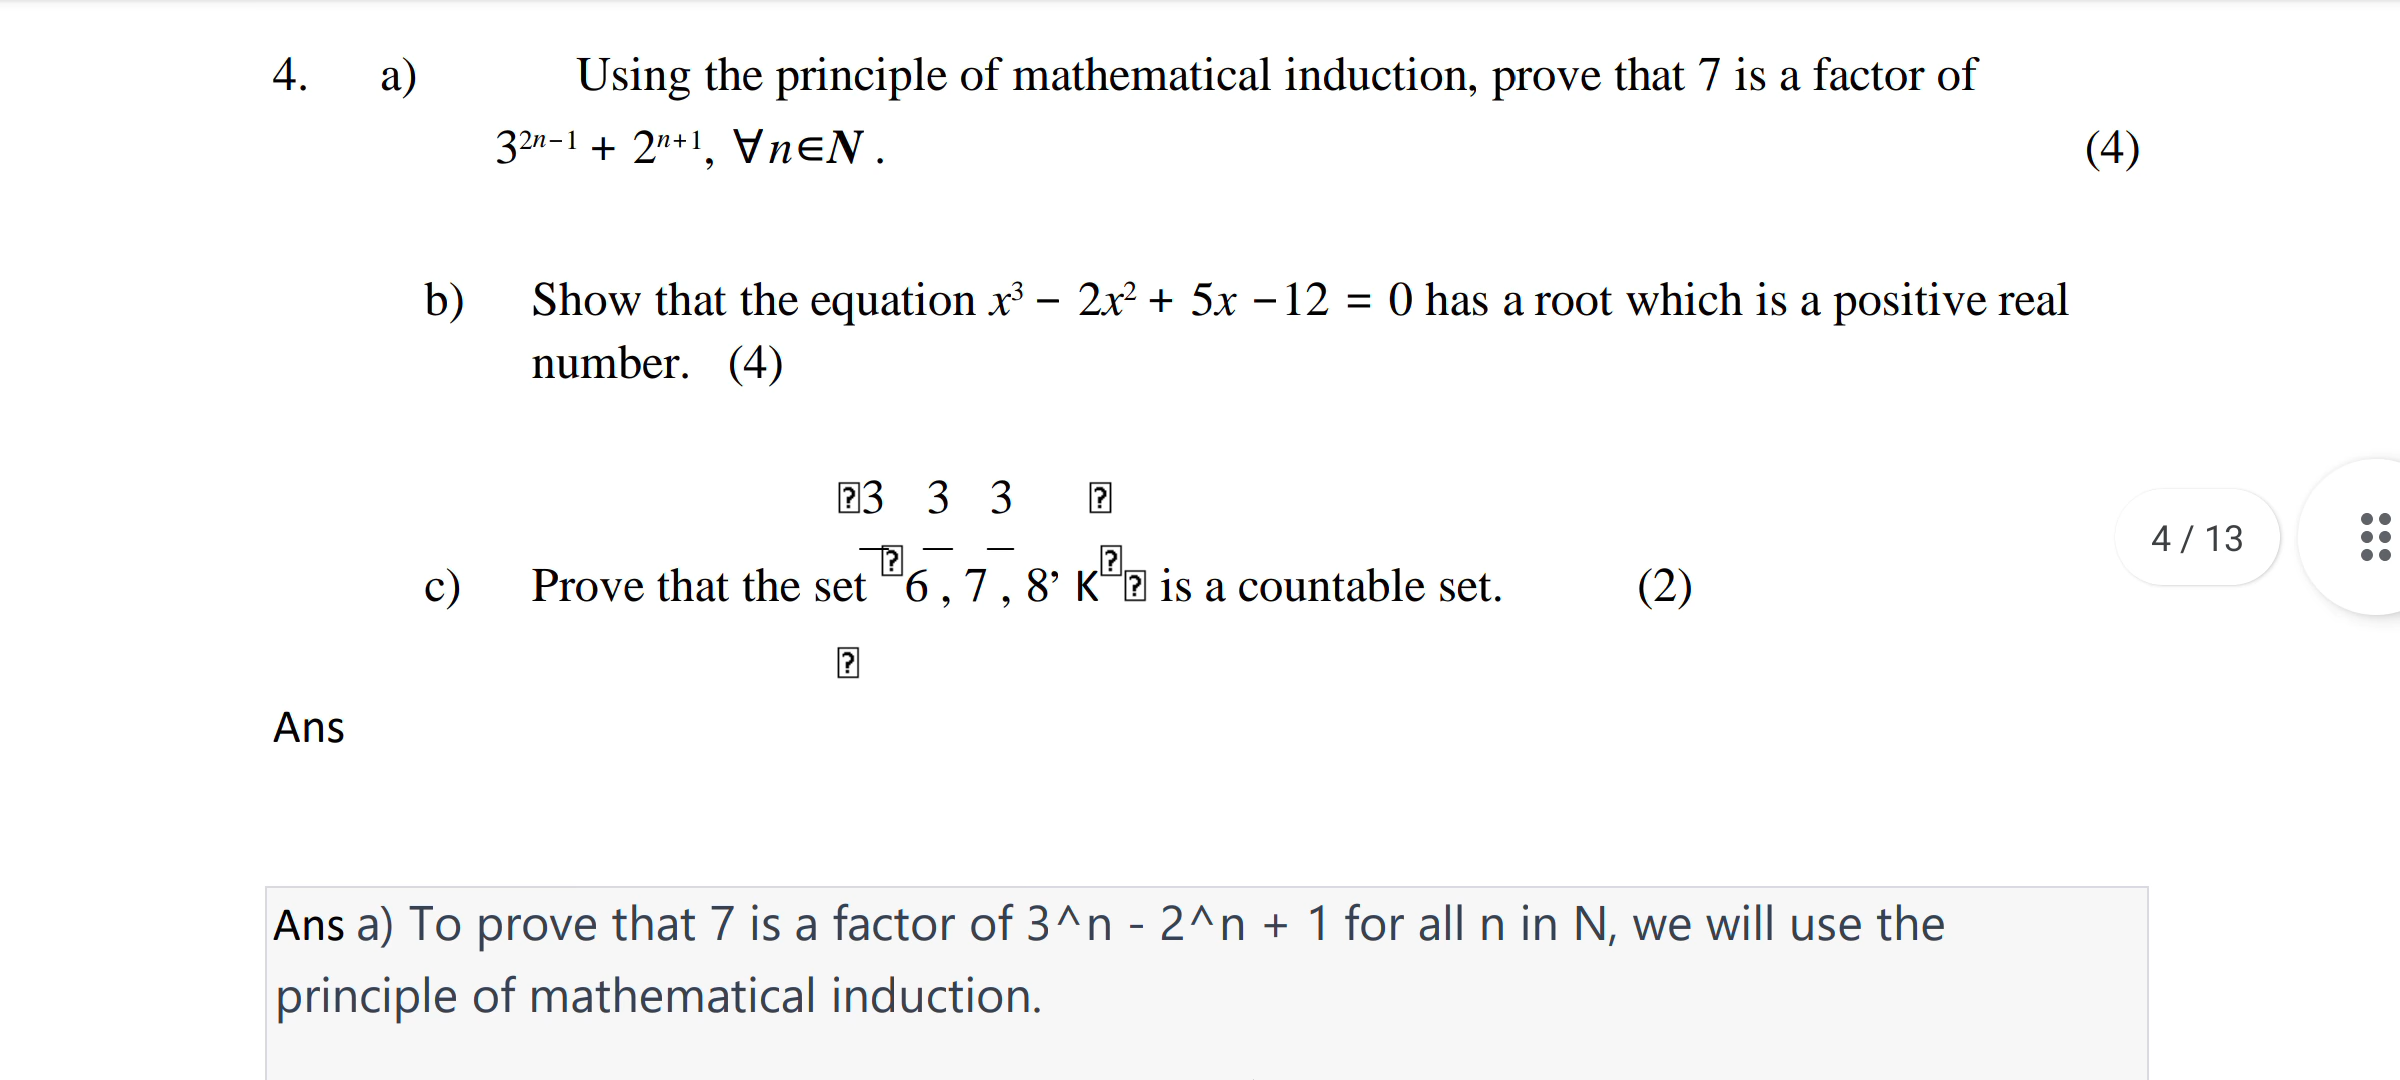 4. a) Using the principle of mathematical induction, prove that 7 is a factor of
3²ⁿ⁻¹ + 2ⁿ⁺¹, ∀n∈N . (4)
b) Show that the equation x³ − 2x² + 5x −12 = 0 has a root which is a positive real
number. (4)
⍰3 3 3 ⍰
c) Prove that the set ⍰6 , 7 , 8, K⍰⍰ is a countable set. (2)
⍰
4 / 13
Ans
Ans a) To prove that 7 is a factor of 3^n - 2^n + 1 for all n in N, we will use the
principle of mathematical induction.